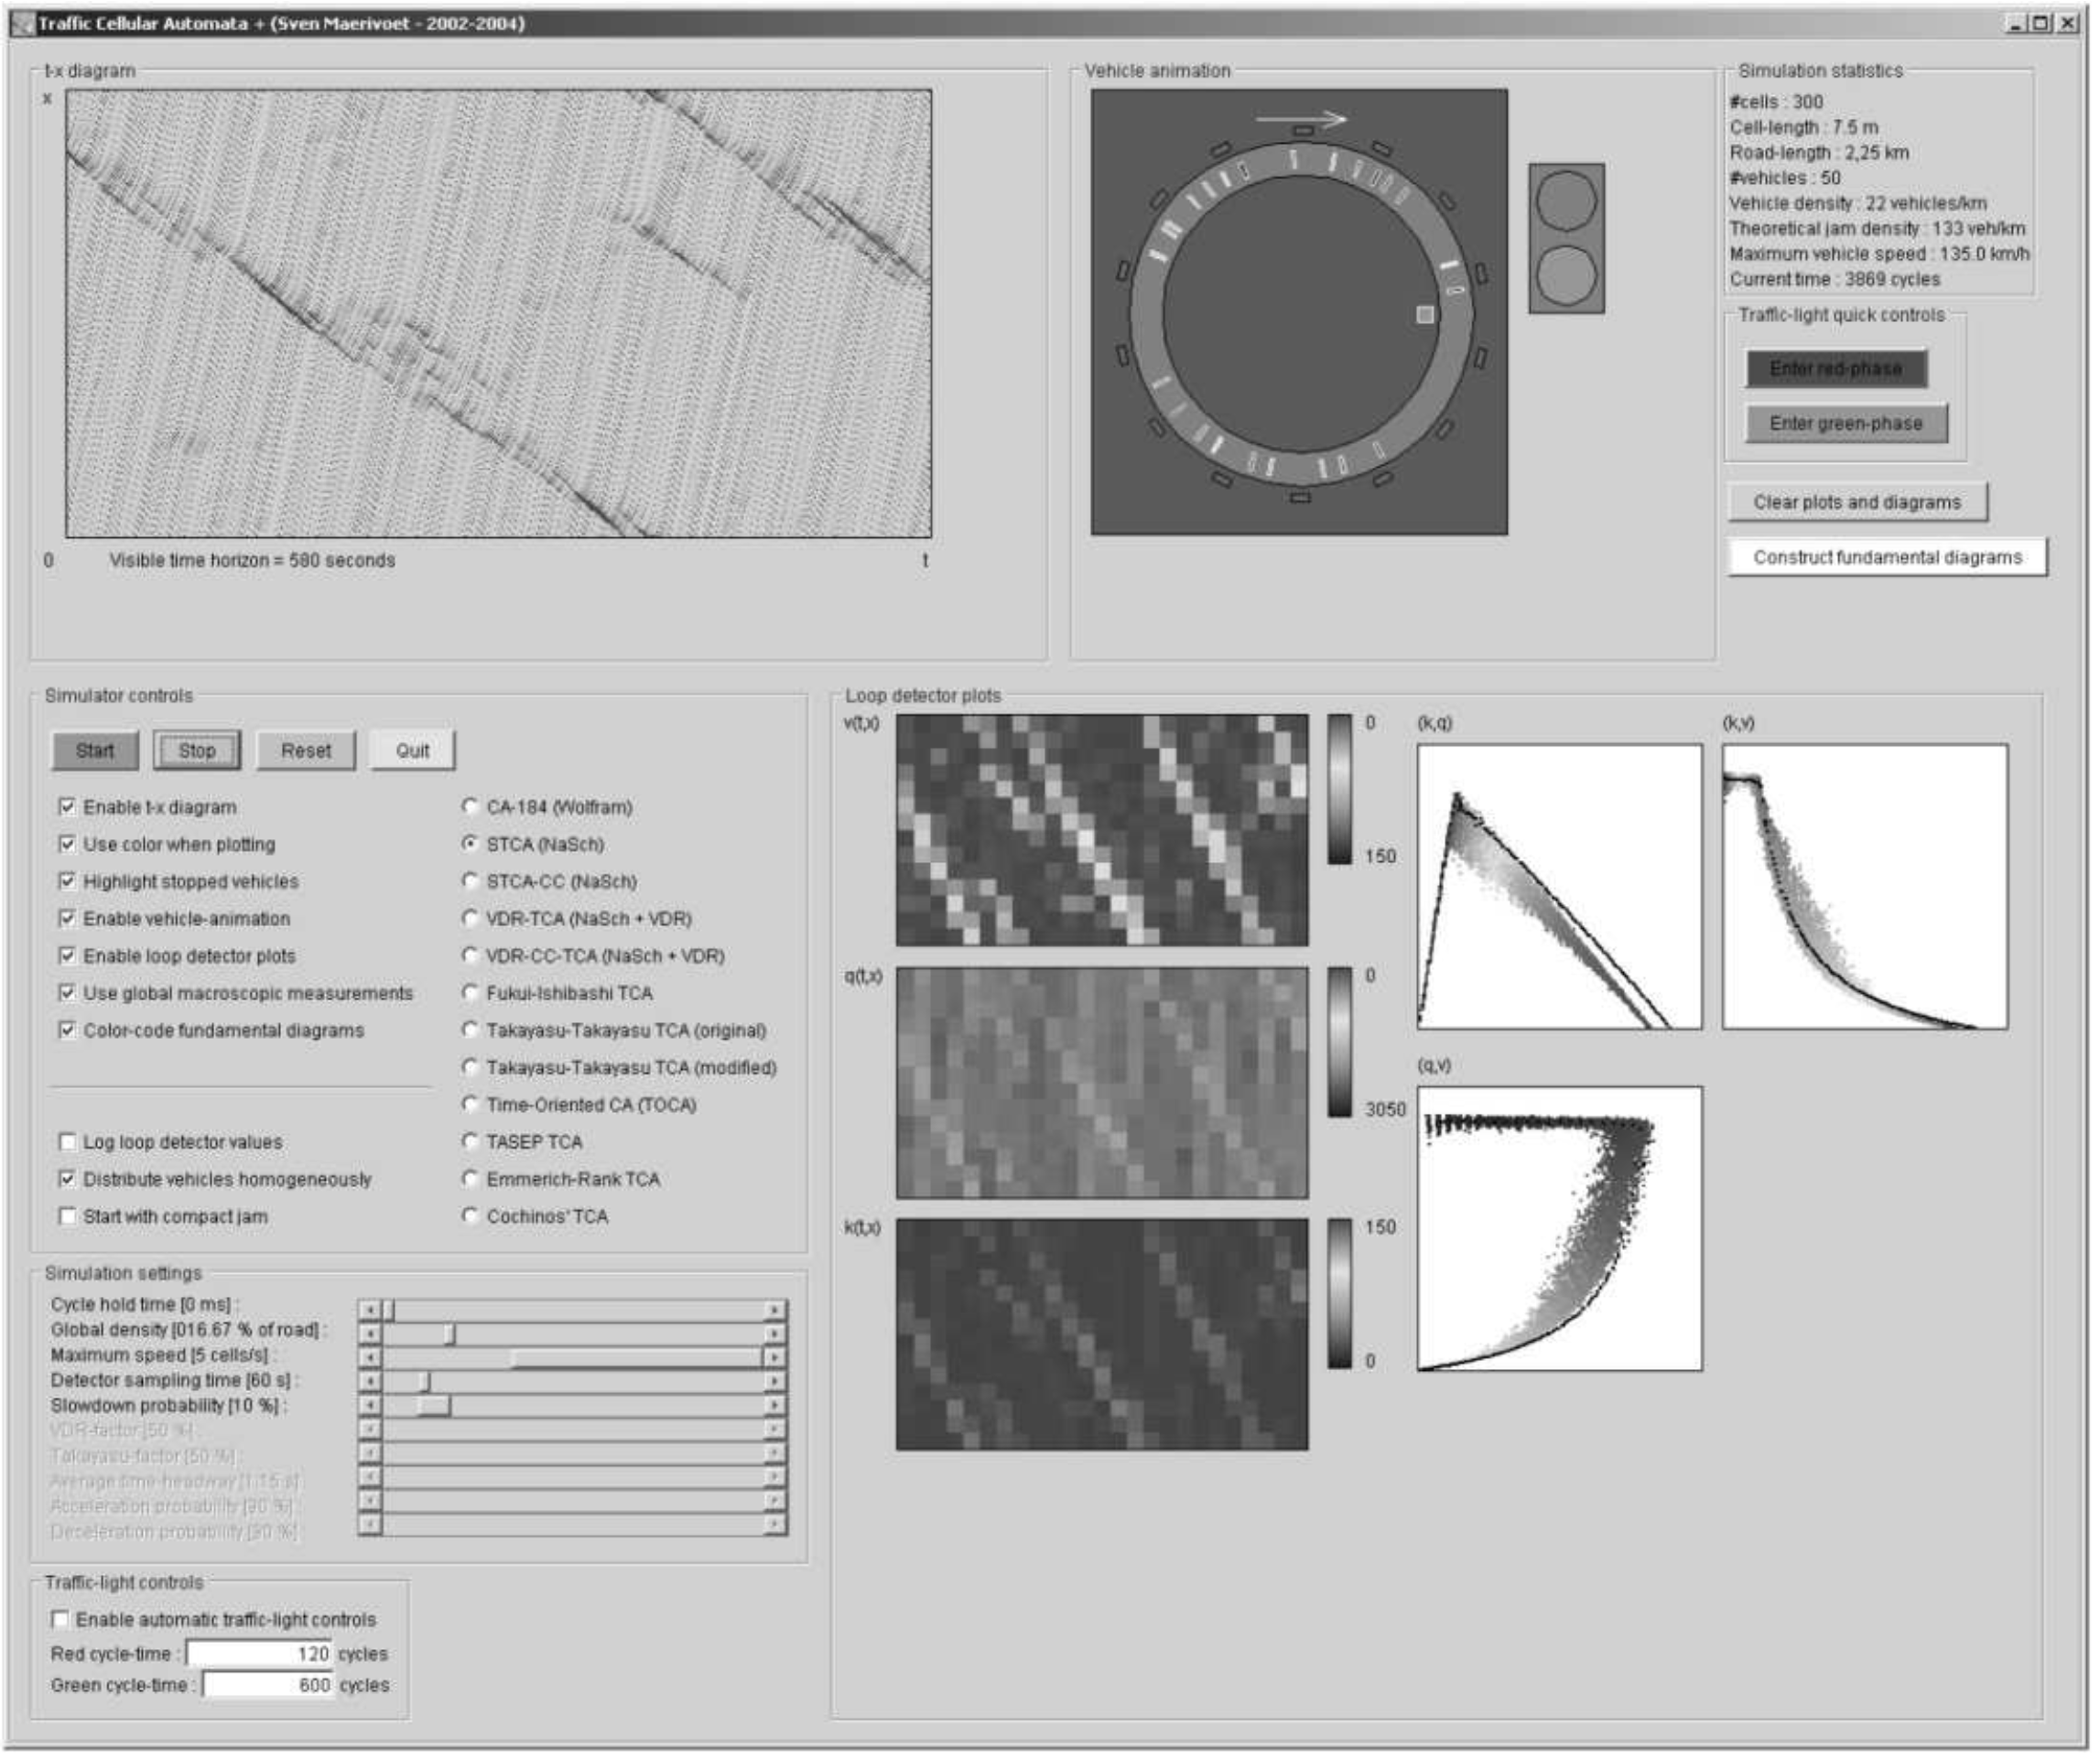 Traffic Cellular Automata + (Sven Maerivoet - 2002-2004)
t-x diagram
x
0
Visible time horizon = 580 seconds
t
Vehicle animation
Simulation statistics
#cells : 300
Cell-length : 7.5 m
Road-length : 2,25 km
#vehicles : 50
Vehicle density : 22 vehicles/km
Theoretical jam density : 133 veh/km
Maximum vehicle speed : 135.0 km/h
Current time : 3869 cycles
Traffic-light quick controls
Enter red-phase
Enter green-phase
Clear plots and diagrams
Construct fundamental diagrams
Simulator controls
Start
Stop
Reset
Quit
Enable t-x diagram
Use color when plotting
Highlight stopped vehicles
Enable vehicle-animation
Enable loop detector plots
Use global macroscopic measurements
Color-code fundamental diagrams
Log loop detector values
Distribute vehicles homogeneously
Start with compact jam
CA-184 (Wolfram)
STCA (NaSch)
STCA-CC (NaSch)
VDR-TCA (NaSch + VDR)
VDR-CC-TCA (NaSch + VDR)
Fukui-Ishibashi TCA
Takayasu-Takayasu TCA (original)
Takayasu-Takayasu TCA (modified)
Time-Oriented CA (TOCA)
TASEP TCA
Emmerich-Rank TCA
Cochinos' TCA
Simulation settings
Cycle hold time [0 ms] :
Global density [016.67 % of road] :
Maximum speed [5 cells/s] :
Detector sampling time [60 s] :
Slowdown probability [10 %] :
VDR-factor [50 %] :
Takayasu-factor [50 %] :
Average time-headway [1.15 s]
Acceleration probability [90 %] :
Deceleration probability [90 %] :
Traffic-light controls
Enable automatic traffic-light controls
Red cycle-time : 120 cycles
Green cycle-time : 600 cycles
Loop detector plots
v(t,x)
0
150
q(t,x)
0
3050
k(t,x)
150
0
(k,q)
(k,v)
(q,v)